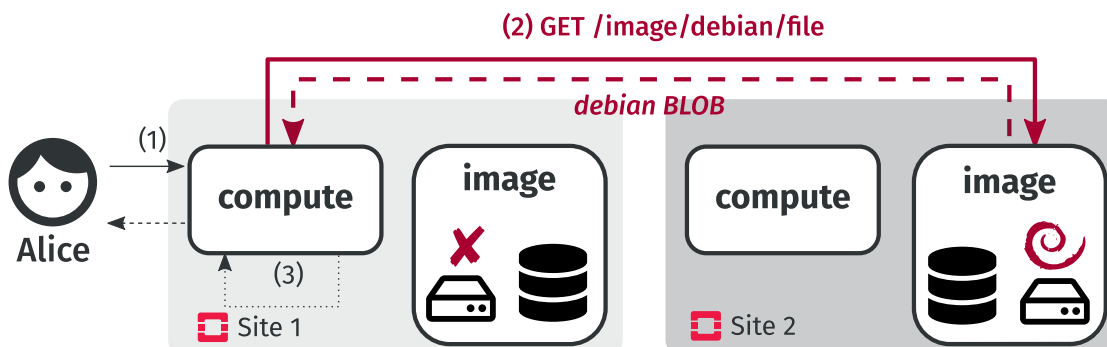 (2) GET /image/debian/file
debian BLOB
(1)
compute
image
compute
image
Alice
(3)
Site 1
Site 2